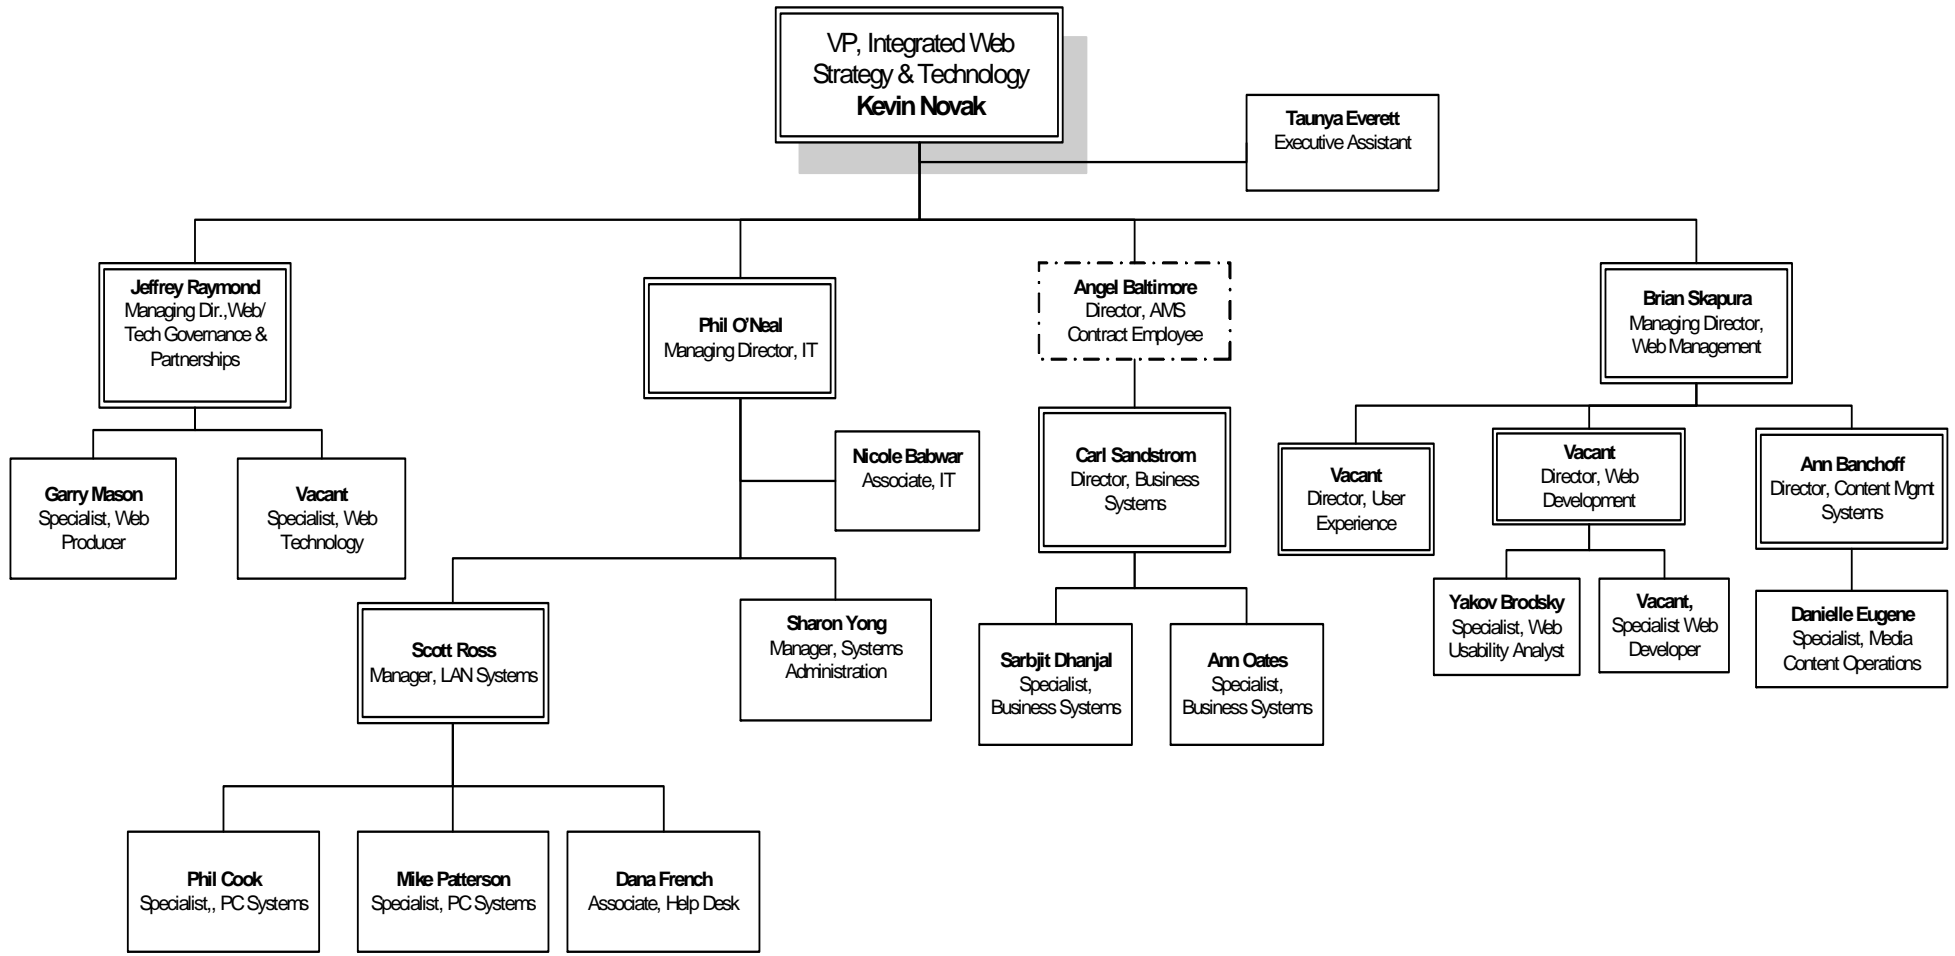 VP, Integrated Web
Strategy & Technology
Kevin Novak
Taunya Everett
Executive Assistant
Jeffrey Raymond
Managing Dir.,Web/
Tech Governance &
Partnerships
Phil O'Neal
Managing Director, IT
Angel Baltimore
Director, AMS
Contract Employee
Brian Skapura
Managing Director,
Web Management
Garry Mason
Specialist, Web
Producer
Vacant
Specialist, Web
Technology
Nicole Babwar
Associate, IT
Carl Sandstrom
Director, Business
Systems
Vacant
Director, User
Experience
Vacant
Director, Web
Development
Ann Banchoff
Director, Content Mgmt
Systems
Scott Ross
Manager, LAN Systems
Sharon Yong
Manager, Systems
Administration
Sarbjit Dhanjal
Specialist,
Business Systems
Ann Oates
Specialist,
Business Systems
Yakov Brodsky
Specialist, Web
Usability Analyst
Vacant,
Specialist Web
Developer
Danielle Eugene
Specialist, Media
Content Operations
Phil Cook
Specialist,, PC Systems
Mike Patterson
Specialist, PC Systems
Dana French
Associate, Help Desk